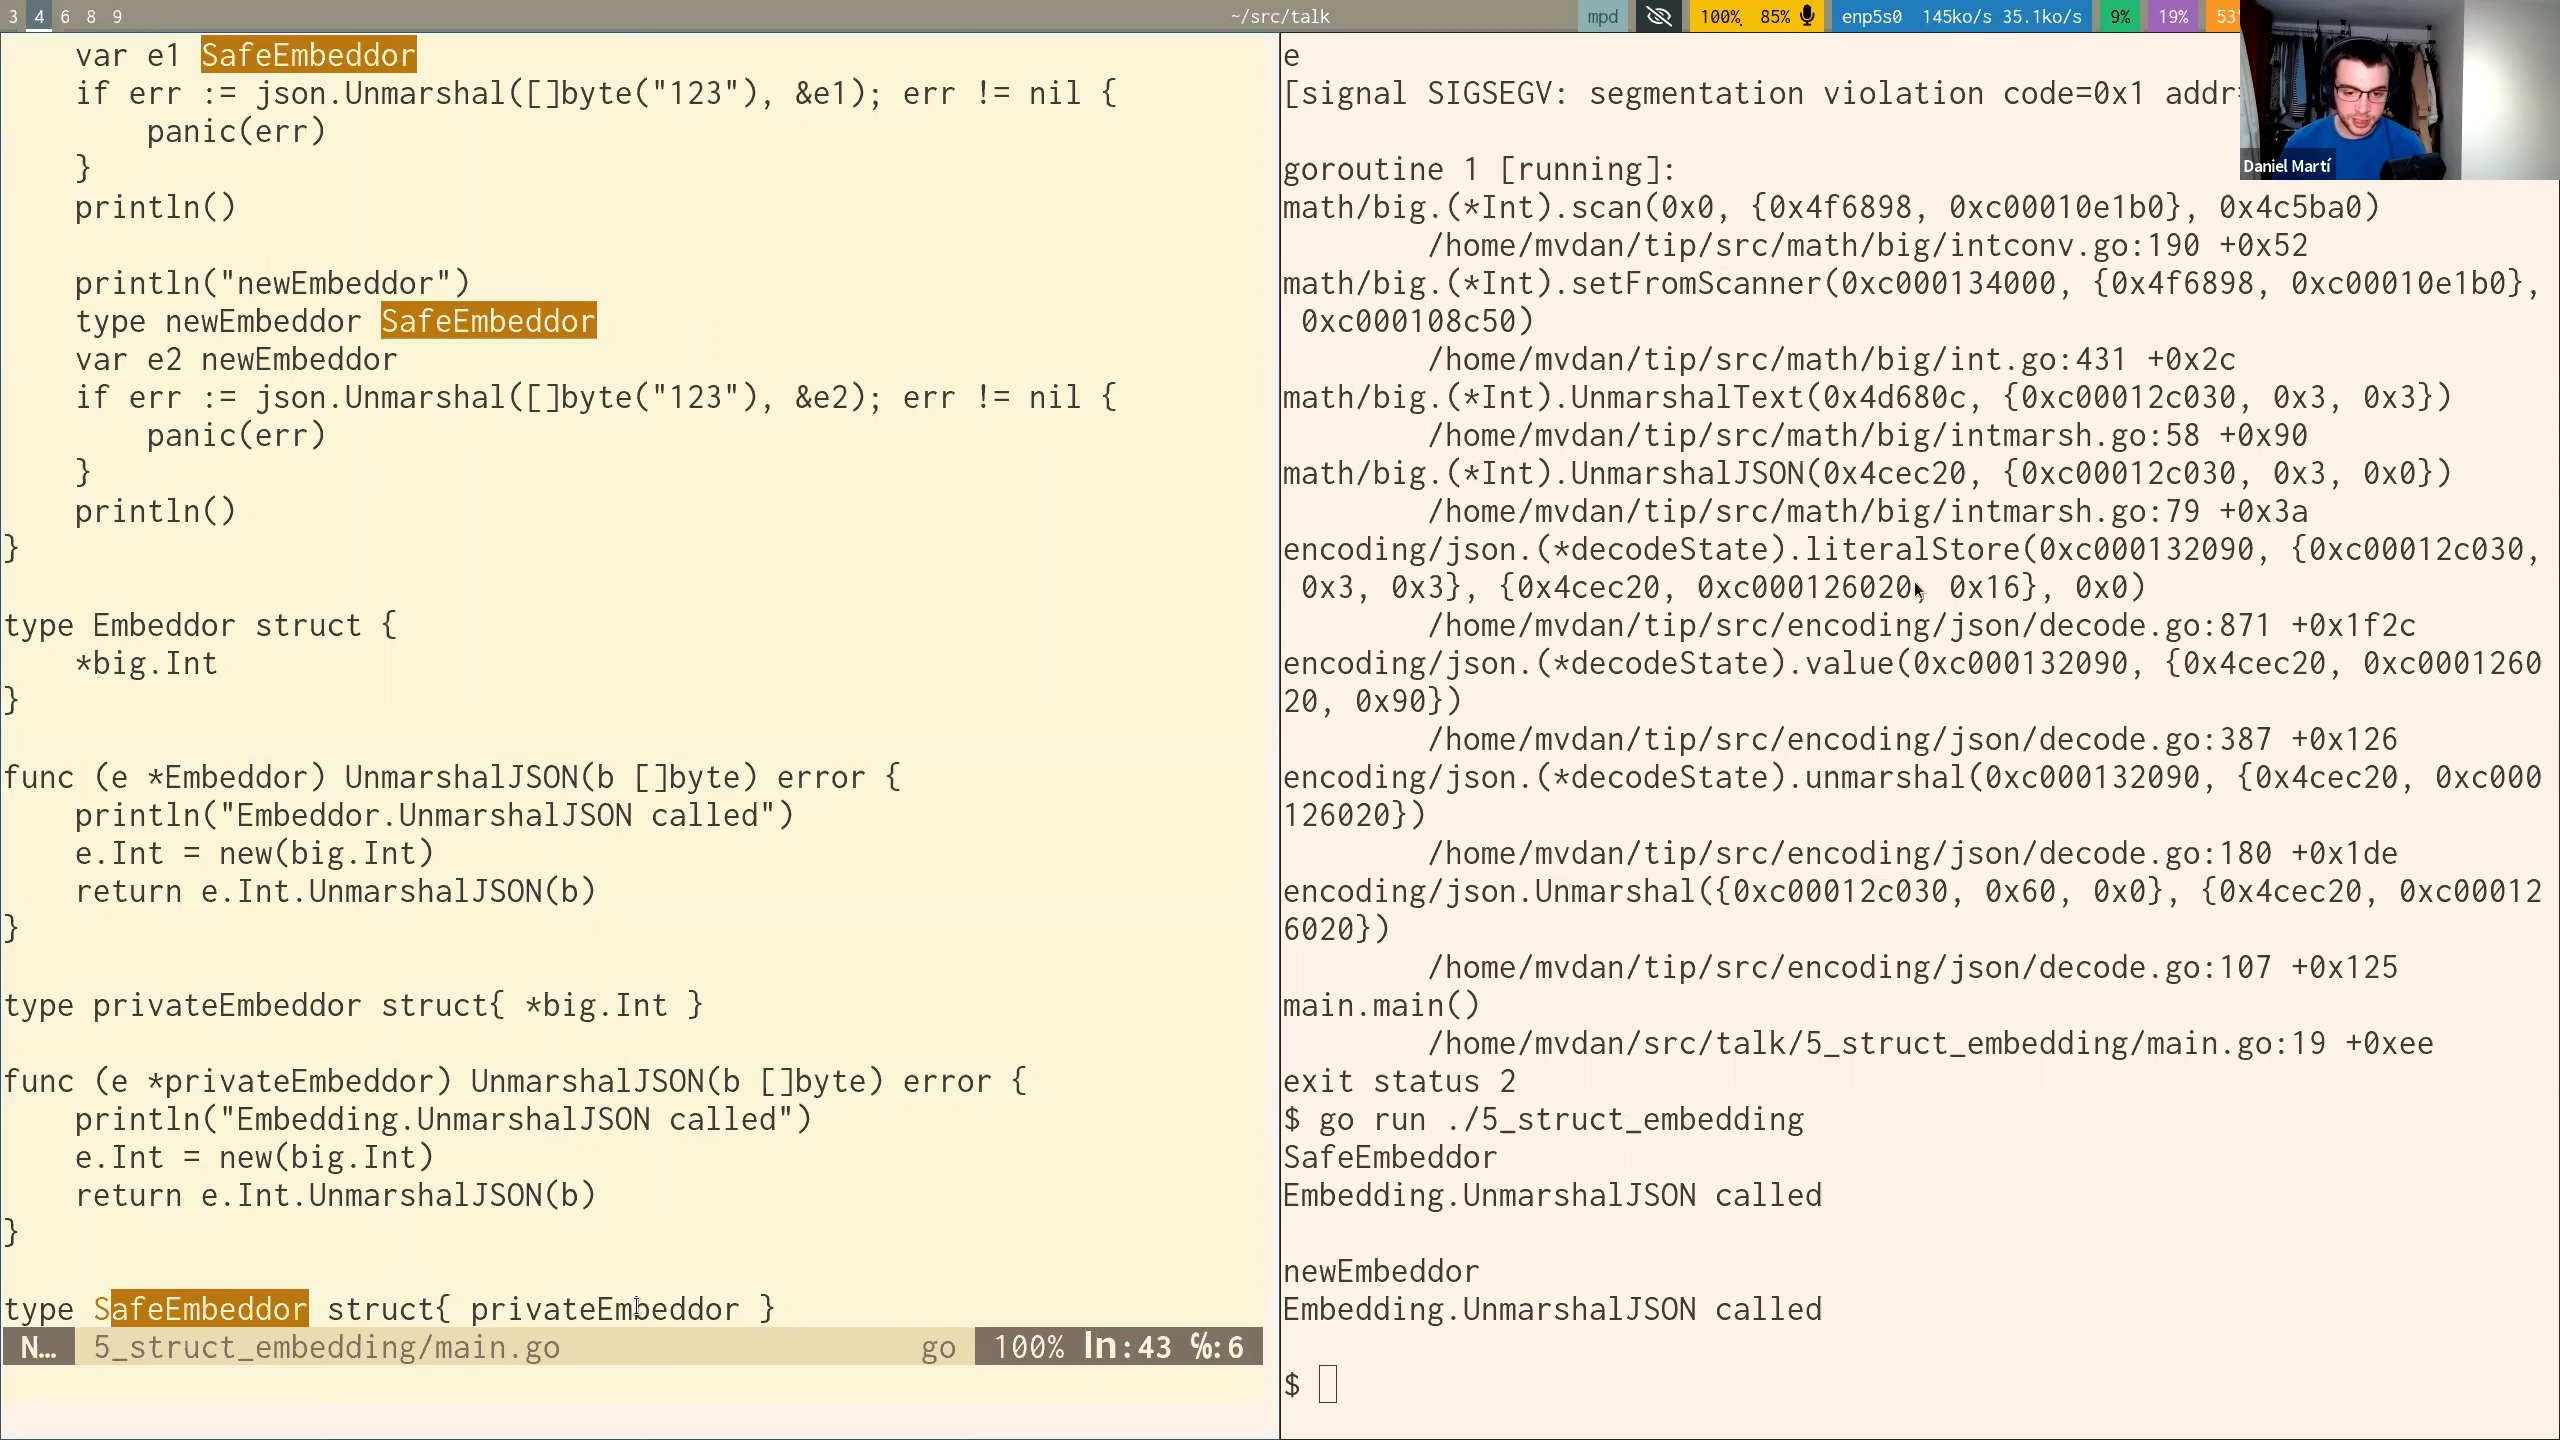 3 4 6 8 9 ~/src/talk mpd 100% 85% enp5s0 145ko/s 35.1ko/s 9% 19% 53
var e1 SafeEmbeddor
if err := json.Unmarshal([]byte("123"), &e1); err != nil {
panic(err)
}
println()
println("newEmbeddor")
type newEmbeddor SafeEmbeddor
var e2 newEmbeddor
if err := json.Unmarshal([]byte("123"), &e2); err != nil {
panic(err)
}
println()
}
type Embeddor struct {
*big.Int
}
func (e *Embeddor) UnmarshalJSON(b []byte) error {
println("Embeddor.UnmarshalJSON called")
e.Int = new(big.Int)
return e.Int.UnmarshalJSON(b)
}
type privateEmbeddor struct{ *big.Int }
func (e *privateEmbeddor) UnmarshalJSON(b []byte) error {
println("Embedding.UnmarshalJSON called")
e.Int = new(big.Int)
return e.Int.UnmarshalJSON(b)
}
type SafeEmbeddor struct{ privateEmbeddor }
N… 5_struct_embedding/main.go go 100% ln:43 %:6
e
[signal SIGSEGV: segmentation violation code=0x1 addr
Daniel Martí
goroutine 1 [running]:
math/big.(*Int).scan(0x0, {0x4f6898, 0xc00010e1b0}, 0x4c5ba0)
/home/mvdan/tip/src/math/big/intconv.go:190 +0x52
math/big.(*Int).setFromScanner(0xc000134000, {0x4f6898, 0xc00010e1b0},
0xc000108c50)
/home/mvdan/tip/src/math/big/int.go:431 +0x2c
math/big.(*Int).UnmarshalText(0x4d680c, {0xc00012c030, 0x3, 0x3})
/home/mvdan/tip/src/math/big/intmarsh.go:58 +0x90
math/big.(*Int).UnmarshalJSON(0x4cec20, {0xc00012c030, 0x3, 0x0})
/home/mvdan/tip/src/math/big/intmarsh.go:79 +0x3a
encoding/json.(*decodeState).literalStore(0xc000132090, {0xc00012c030,
0x3, 0x3}, {0x4cec20, 0xc000126020, 0x16}, 0x0)
/home/mvdan/tip/src/encoding/json/decode.go:871 +0x1f2c
encoding/json.(*decodeState).value(0xc000132090, {0x4cec20, 0xc0001260
20, 0x90})
/home/mvdan/tip/src/encoding/json/decode.go:387 +0x126
encoding/json.(*decodeState).unmarshal(0xc000132090, {0x4cec20, 0xc000
126020})
/home/mvdan/tip/src/encoding/json/decode.go:180 +0x1de
encoding/json.Unmarshal({0xc00012c030, 0x60, 0x0}, {0x4cec20, 0xc00012
6020})
/home/mvdan/tip/src/encoding/json/decode.go:107 +0x125
main.main()
/home/mvdan/src/talk/5_struct_embedding/main.go:19 +0xee
exit status 2
$ go run ./5_struct_embedding
SafeEmbeddor
Embedding.UnmarshalJSON called
newEmbeddor
Embedding.UnmarshalJSON called
$